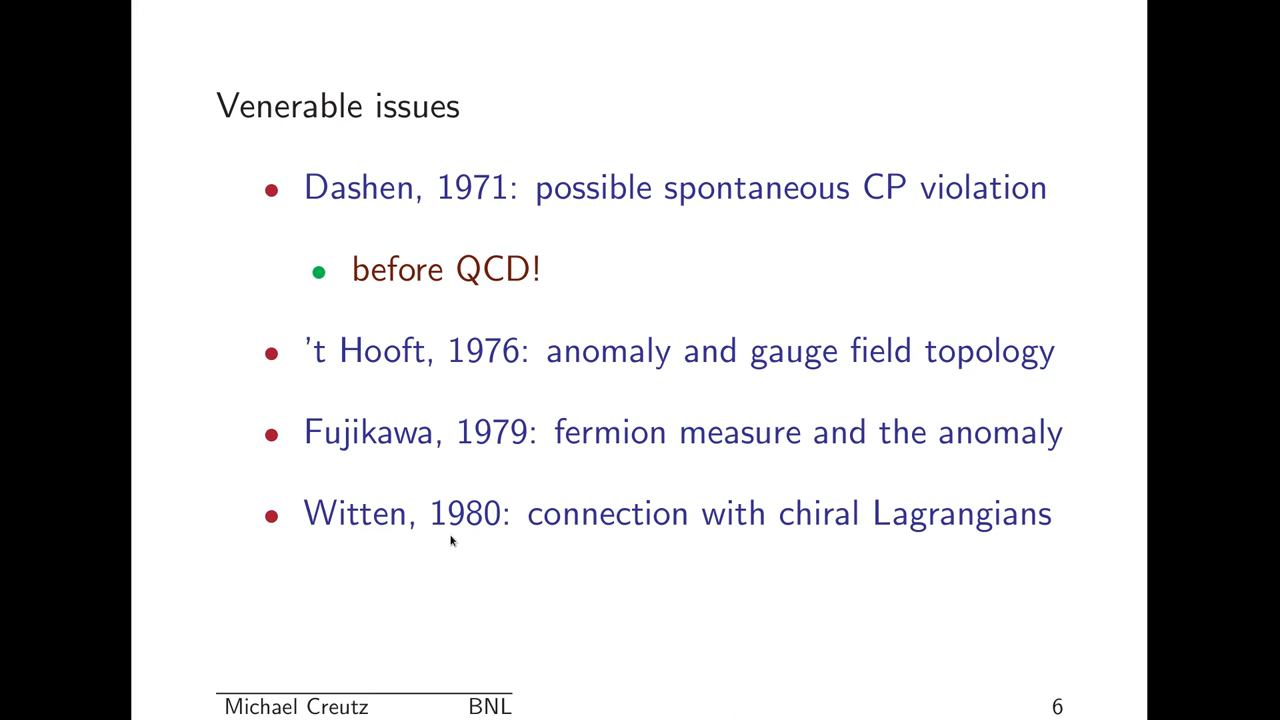 Venerable issues
• Dashen, 1971: possible spontaneous CP violation
• before QCD!
• 't Hooft, 1976: anomaly and gauge field topology
• Fujikawa, 1979: fermion measure and the anomaly
• Witten, 1980: connection with chiral Lagrangians
Michael Creutz BNL 6